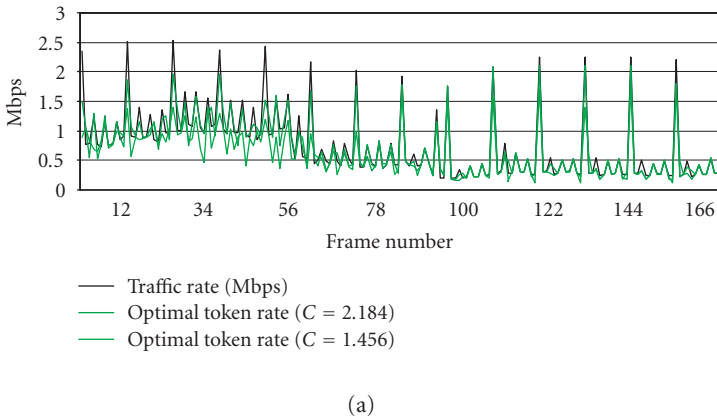 3
2.5
2
1.5
1
0.5
0
Mbps
12 34 56 78 100 122 144 166
Frame number
Traffic rate (Mbps)
Optimal token rate (C = 2.184)
Optimal token rate (C = 1.456)
(a)